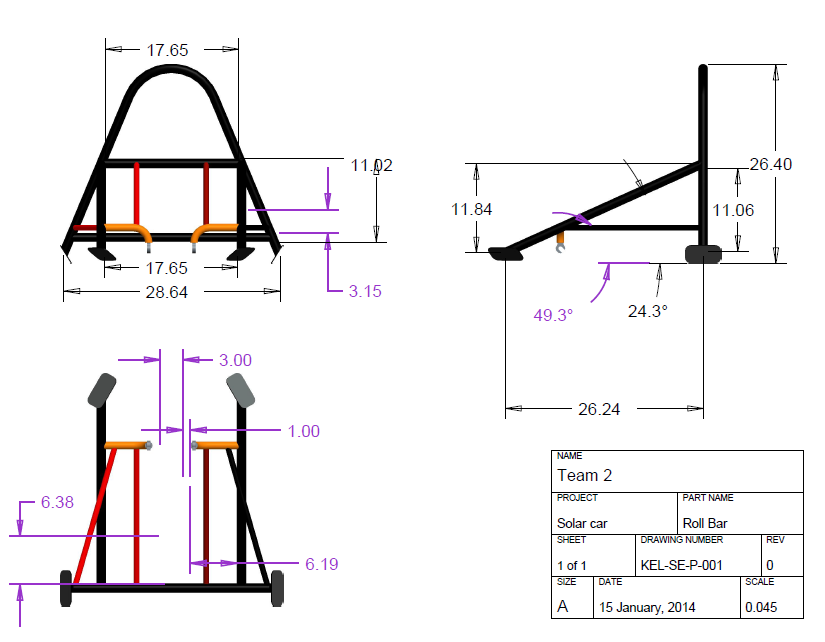 17.65
11.02
17.65
28.64
3.15
26.40
11.84
11.06
49.3°
24.3°
26.24
3.00
1.00
6.38
6.19
NAME
Team 2
PROJECT PART NAME
Solar car Roll Bar
SHEET DRAWING NUMBER REV
1 of 1 KEL-SE-P-001 0
SIZE DATE SCALE
A 15 January, 2014 0.045